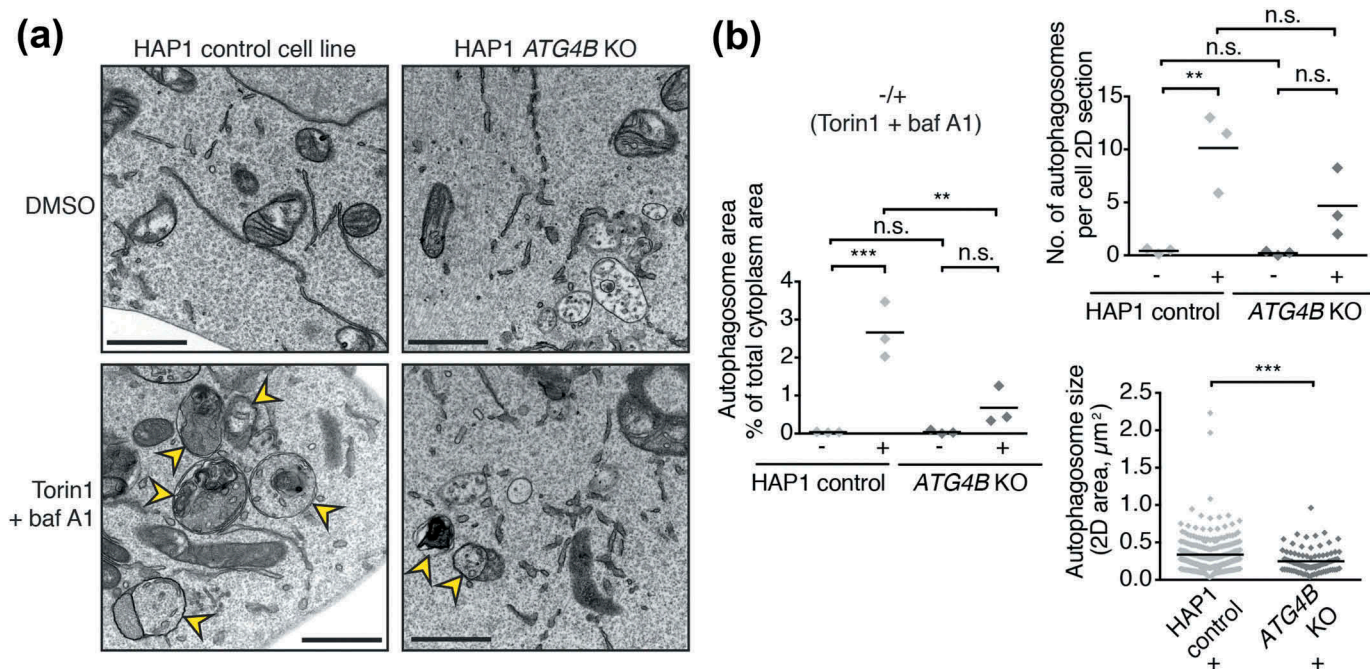 (a)
HAP1 control cell line
HAP1 ATG4B KO
DMSO
Torin1
+ baf A1
(b)
-/+
(Torin1 + baf A1)
Autophagosome area
% of total cytoplasm area
4
3
2
1
0
n.s.
**
***
n.s.
- + - +
HAP1 control
ATG4B KO
No. of autophagosomes
per cell 2D section
15
10
5
0
n.s.
n.s.
**
n.s.
- + - +
HAP1 control
ATG4B KO
Autophagosome size
(2D area, µm²)
2.5
2.0
1.5
1.0
0.5
0.0
***
HAP1
control
+
ATG4B
KO
+